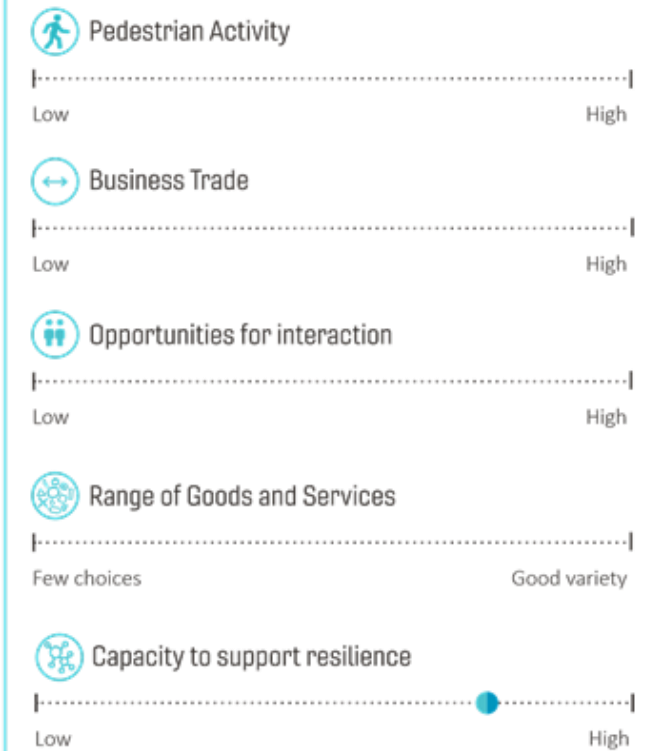 Pedestrian Activity
Low High
Business Trade
Low High
Opportunities for interaction
Low High
Range of Goods and Services
Few choices Good variety
Capacity to support resilience
Low High